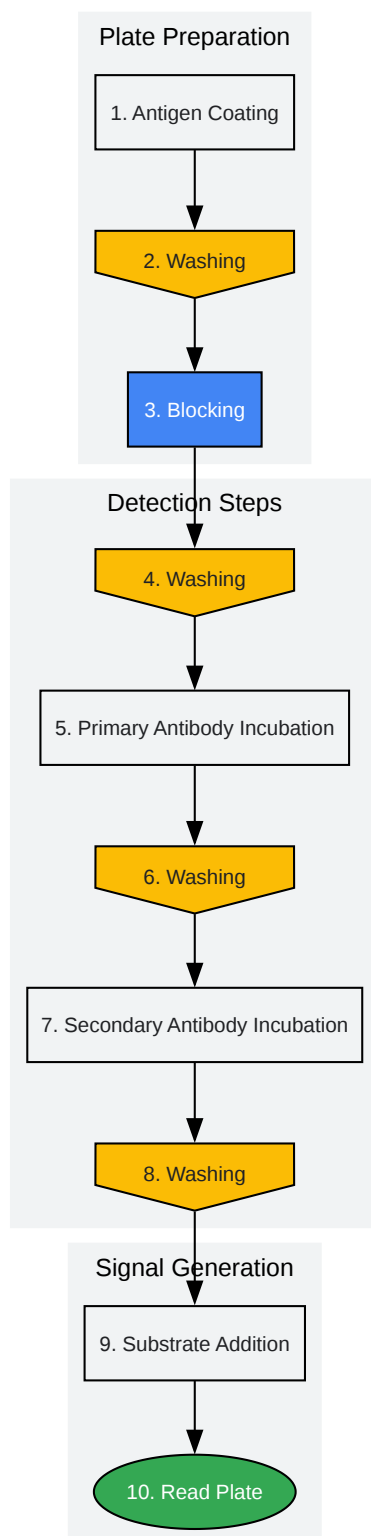 Plate Preparation
1. Antigen Coating
2. Washing
3. Blocking
Detection Steps
4. Washing
5. Primary Antibody Incubation
6. Washing
7. Secondary Antibody Incubation
8. Washing
Signal Generation
9. Substrate Addition
10. Read Plate